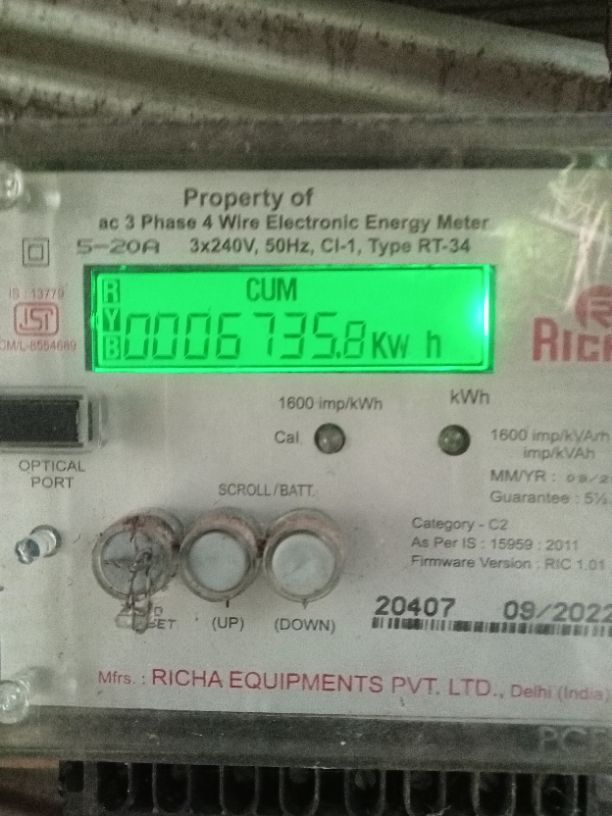 Property of
ac 3 Phase 4 Wire Electronic Energy Meter
5-20A 3x240V, 50Hz, Cl-1, Type RT-34
IS : 13779
ISI
CM/L-8554689
R
Y
B
CUM
0006735.8 Kw h
RICH
1600 imp/kWh
kWh
Cal.
1600 imp/kVArh
imp/kVAh
OPTICAL
PORT
MM/YR :
Guarantee : 5½
SCROLL/BATT.
Category - C2
As Per IS : 15959 : 2011
Firmware Version : RIC 1.01
(UP)
(DOWN)
20407 09/2022
Mfrs. : RICHA EQUIPMENTS PVT. LTD., Delhi (India)